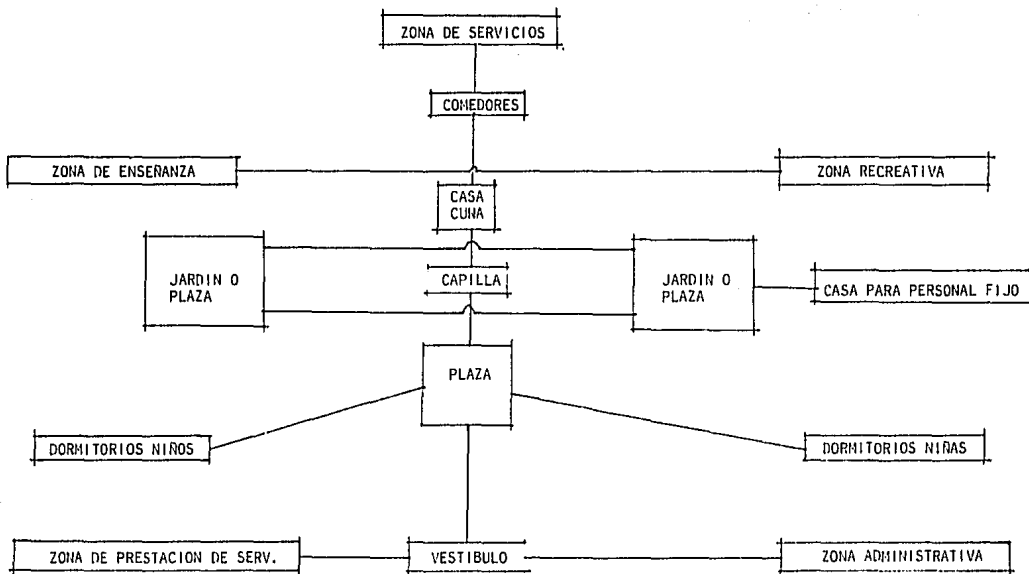 ZONA DE SERVICIOS
COMEDORES
ZONA DE ENSEÑANZA
ZONA RECREATIVA
CASA
CUNA
JARDIN O
PLAZA
CAPILLA
JARDIN O
PLAZA
CASA PARA PERSONAL FIJO
PLAZA
DORMITORIOS NIÑOS
DORMITORIOS NIÑAS
ZONA DE PRESTACION DE SERV.
VESTIBULO
ZONA ADMINISTRATIVA